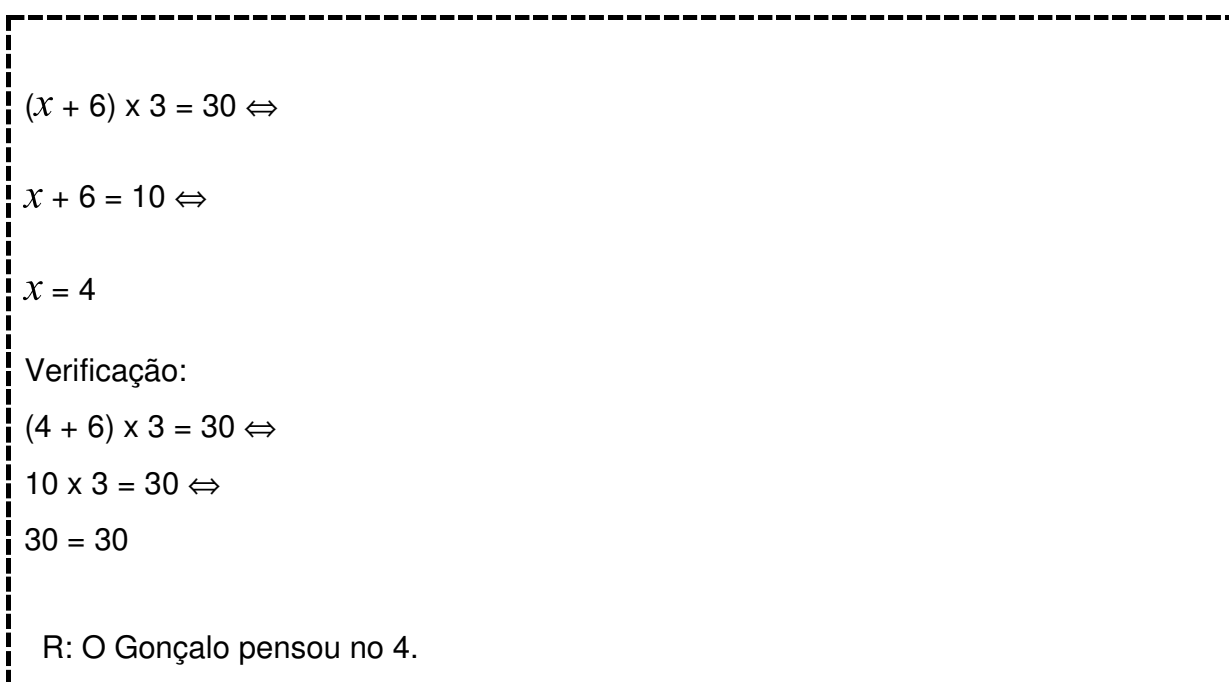 (x + 6) x 3 = 30 ⇔
x + 6 = 10 ⇔
x = 4
Verificação:
(4 + 6) x 3 = 30 ⇔
10 x 3 = 30 ⇔
30 = 30
R: O Gonçalo pensou no 4.